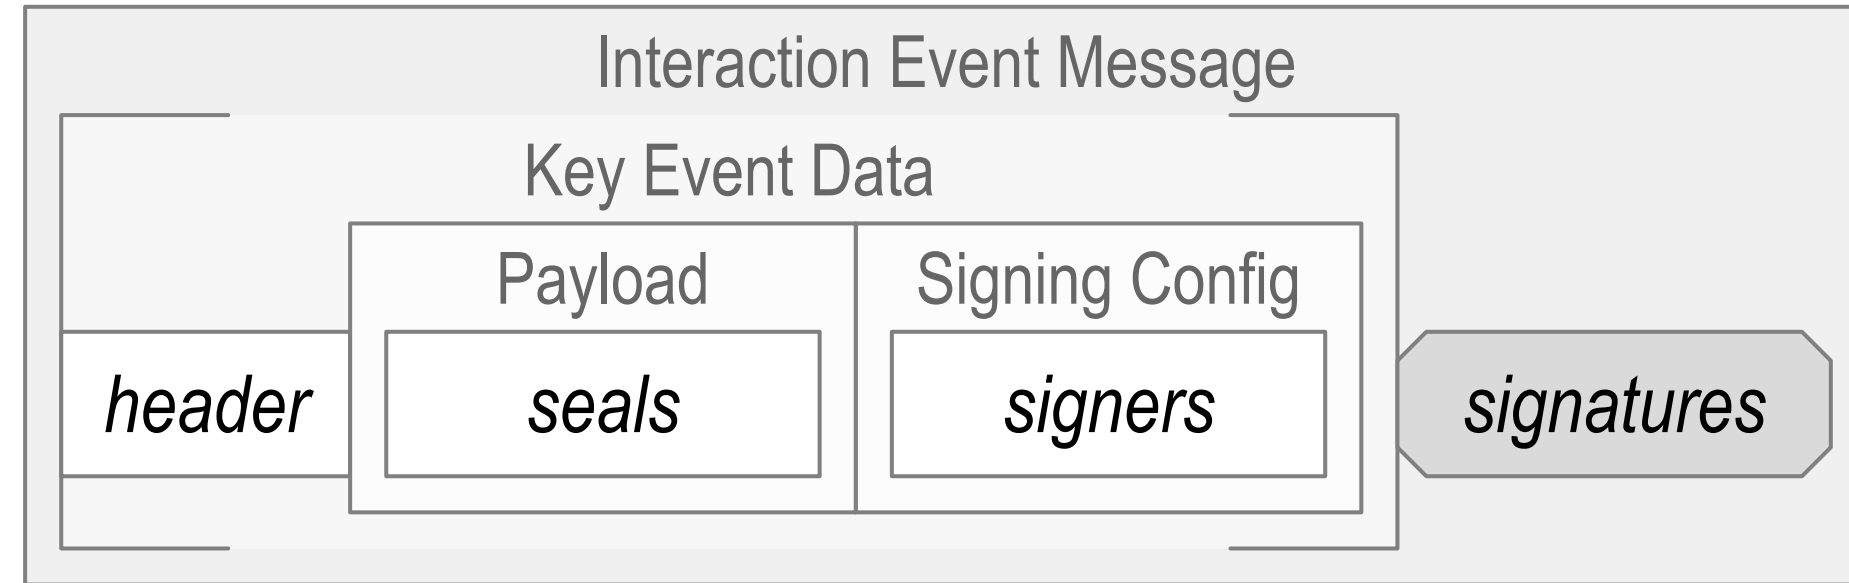 Interaction Event Message
Key Event Data
Payload
Signing Config
header
seals
signers
signatures